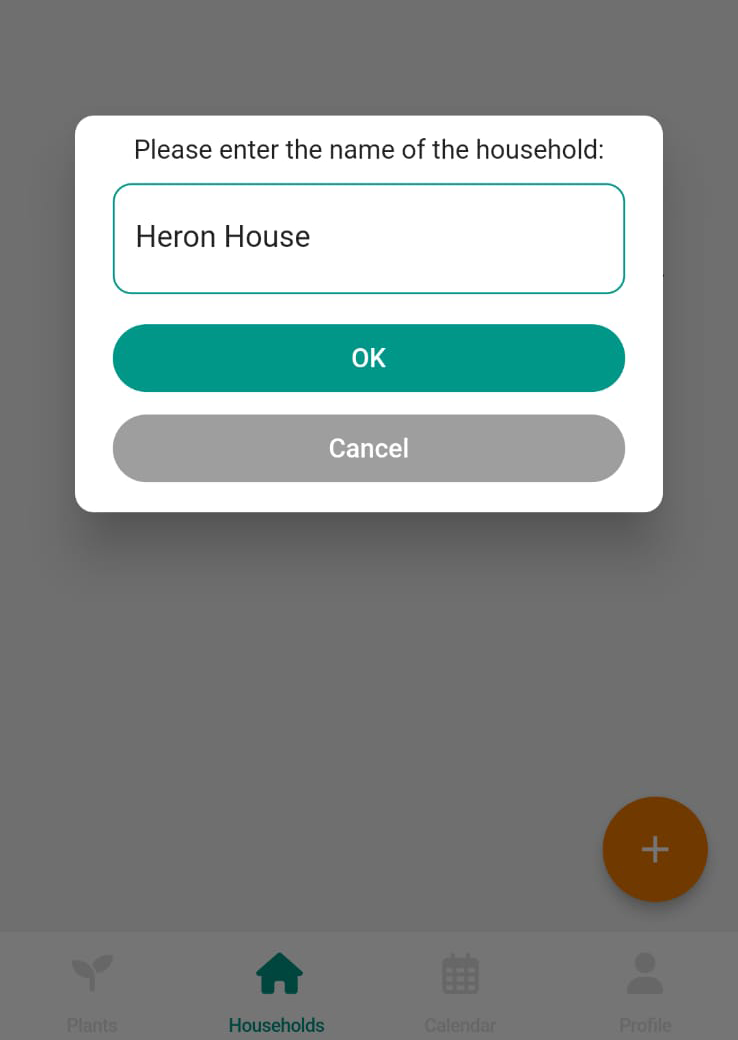 Please enter the name of the household:
Heron House
OK
Cancel
Plants
Households
Calendar
Profile